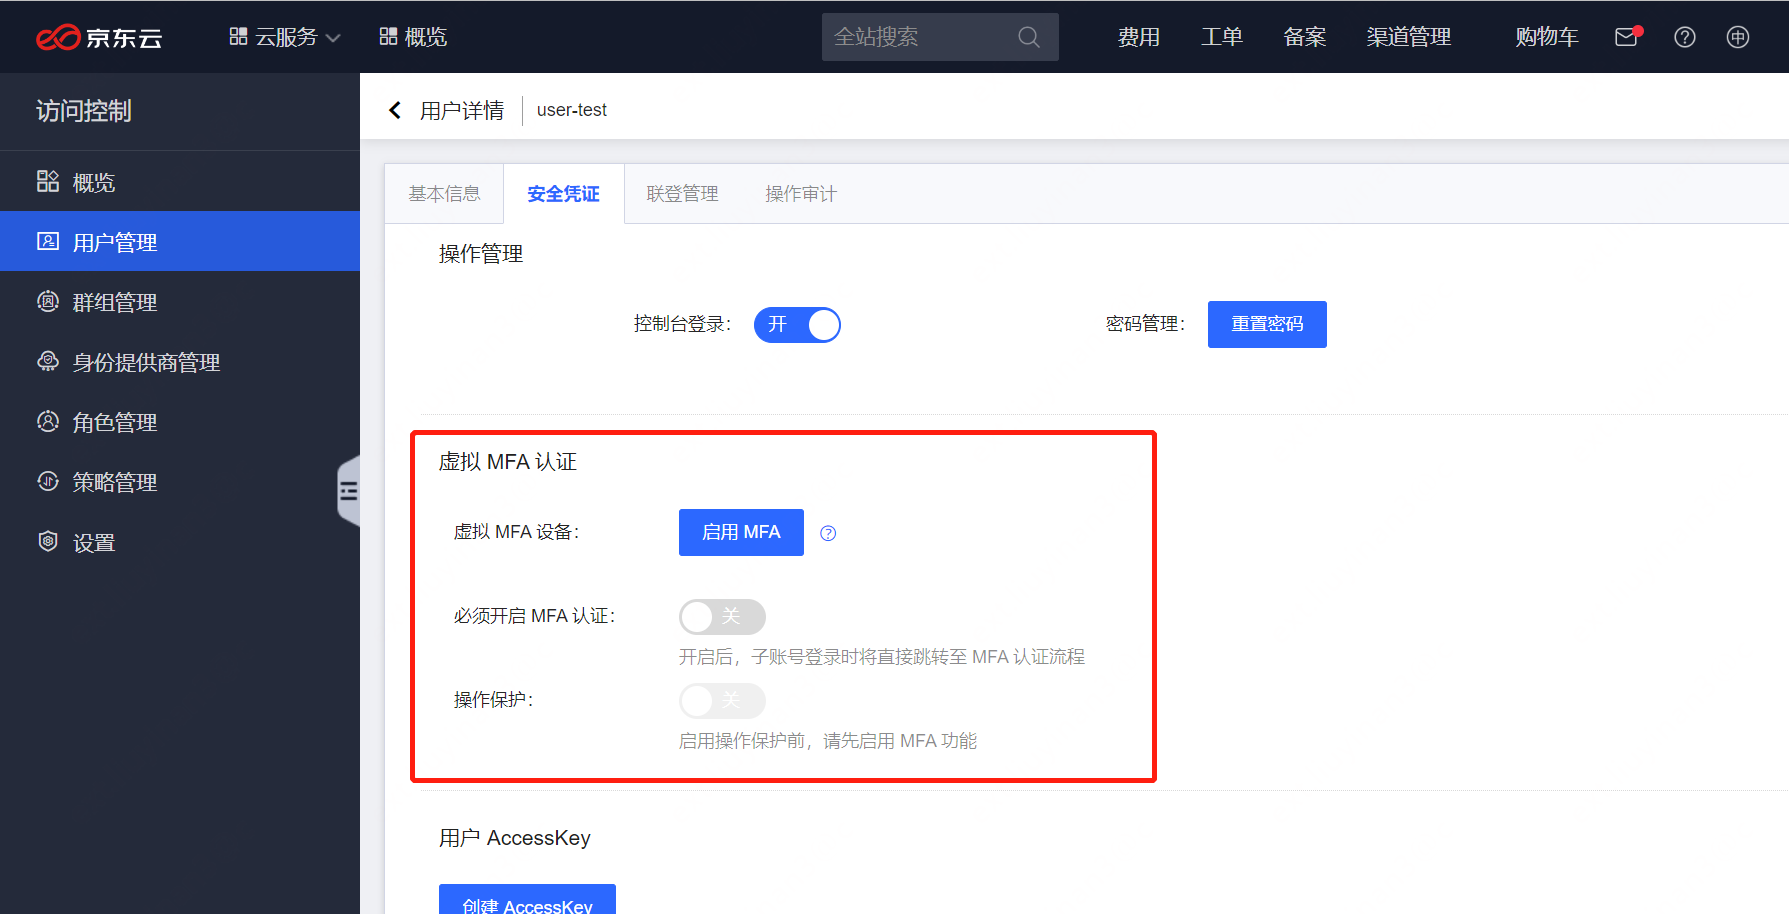 京东云
云服务
概览
全站搜索
费用
工单
备案
渠道管理
购物车
访问控制
概览
用户管理
群组管理
身份提供商管理
角色管理
策略管理
设置
用户详情
user-test
基本信息
安全凭证
联登管理
操作审计
操作管理
控制台登录：
开
密码管理：
重置密码
虚拟 MFA 认证
虚拟 MFA 设备：
启用 MFA
必须开启 MFA 认证：
关
开启后，子账号登录时将直接跳转至 MFA 认证流程
操作保护：
关
启用操作保护前，请先启用 MFA 功能
用户 AccessKey
创建 AccessKey